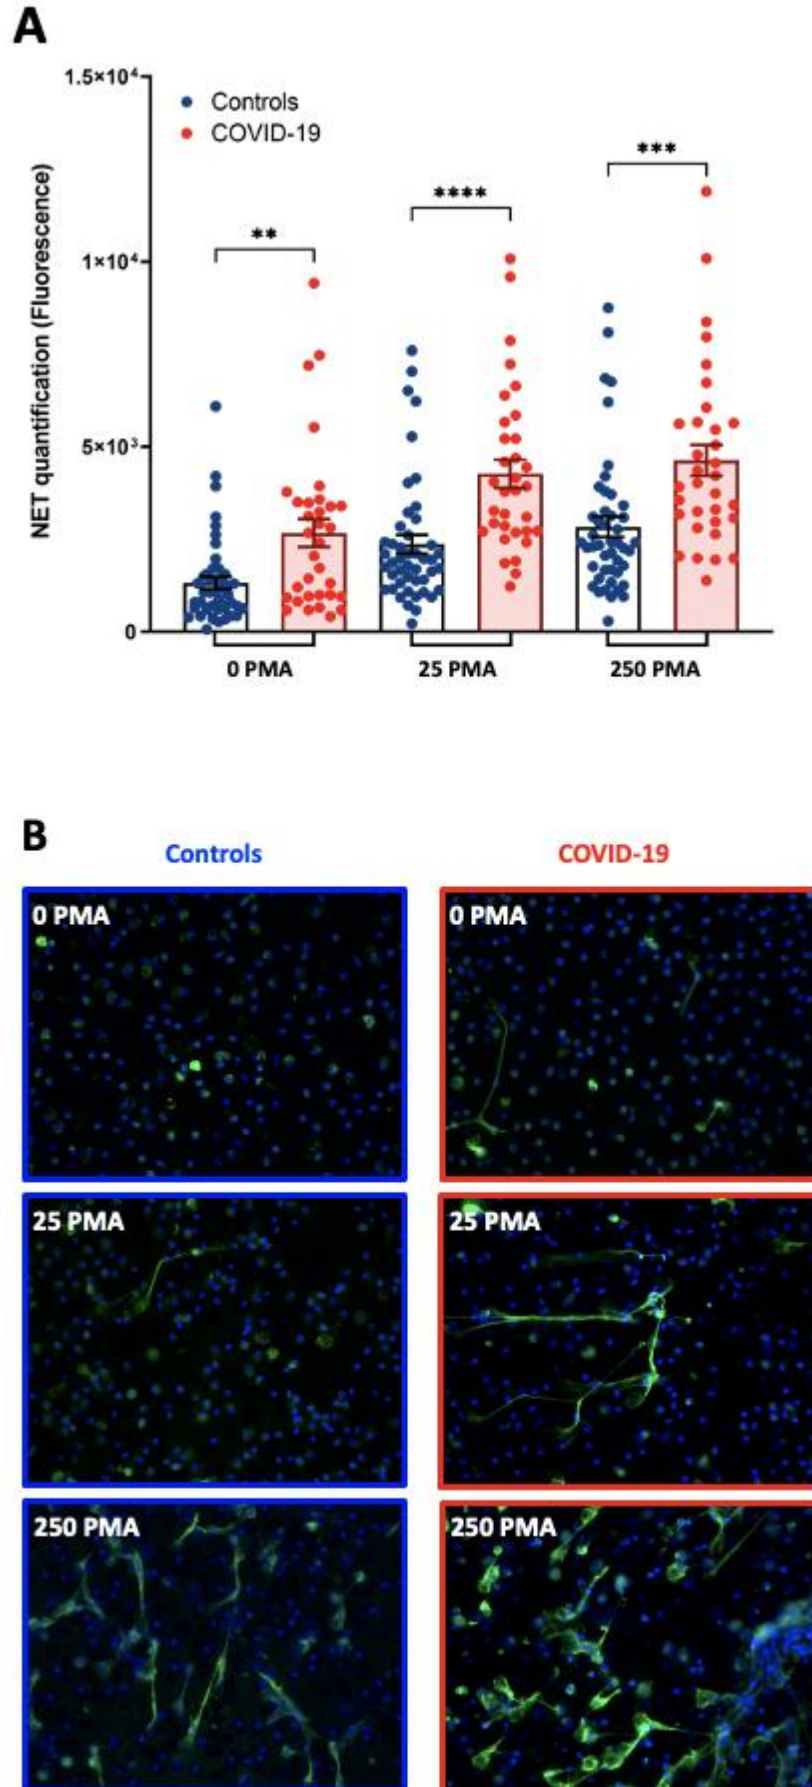 A
1.5×10⁴
Controls
COVID-19
***
****
**
1×10⁴
NET quantification (Fluorescence)
5×10³
0
0 PMA
25 PMA
250 PMA
B
Controls
COVID-19
0 PMA
0 PMA
25 PMA
25 PMA
250 PMA
250 PMA